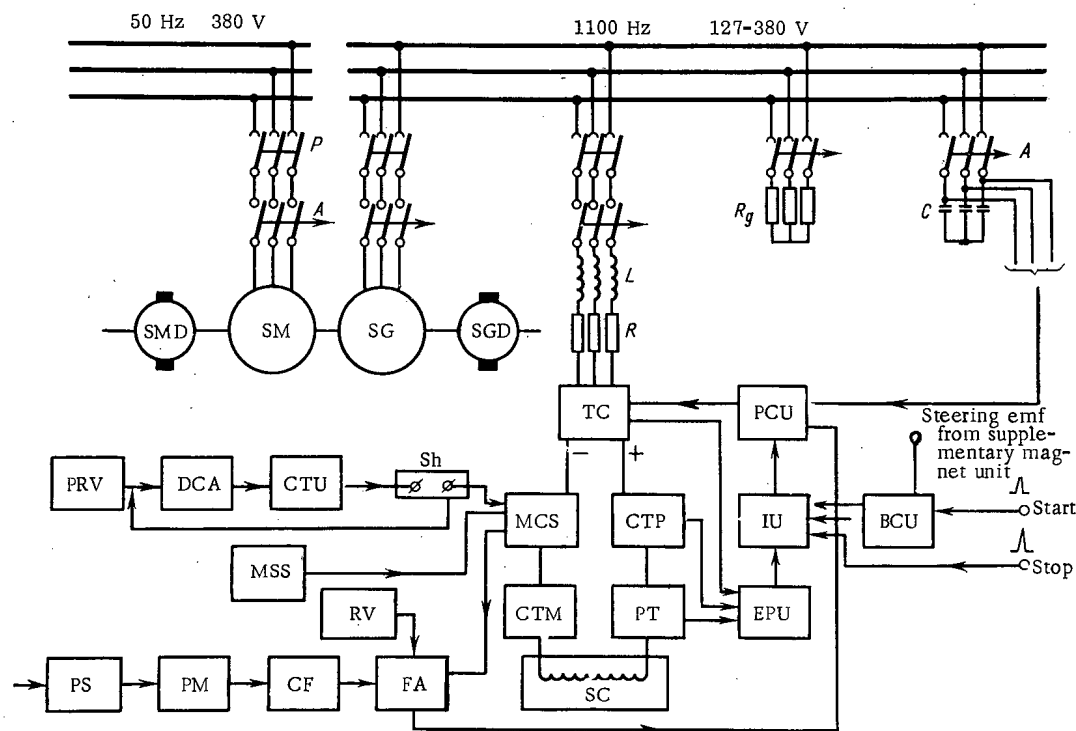 50 Hz 380 V
1100 Hz 127-380 V
P
A
A
R_g
C
L
SMD
SM
SG
SGD
R
TC
PCU
Steering emf
from supple-
mentary mag-
net unit
− +
Sh
PRV
DCA
CTU
MCS
CTP
IU
BCU
Start
MSS
Stop
CTM
PT
EPU
RV
SC
PS
PM
CF
FA